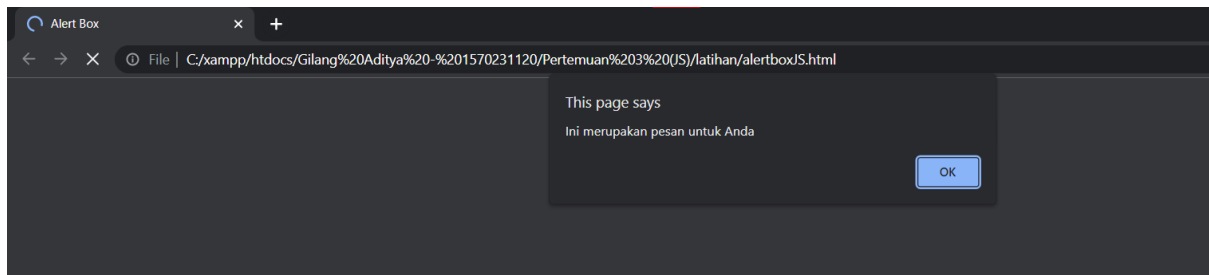 Alert Box
File | C:/xampp/htdocs/Gilang%20Aditya%20-%201570231120/Pertemuan%203%20(JS)/latihan/alertboxJS.html
This page says
Ini merupakan pesan untuk Anda
OK